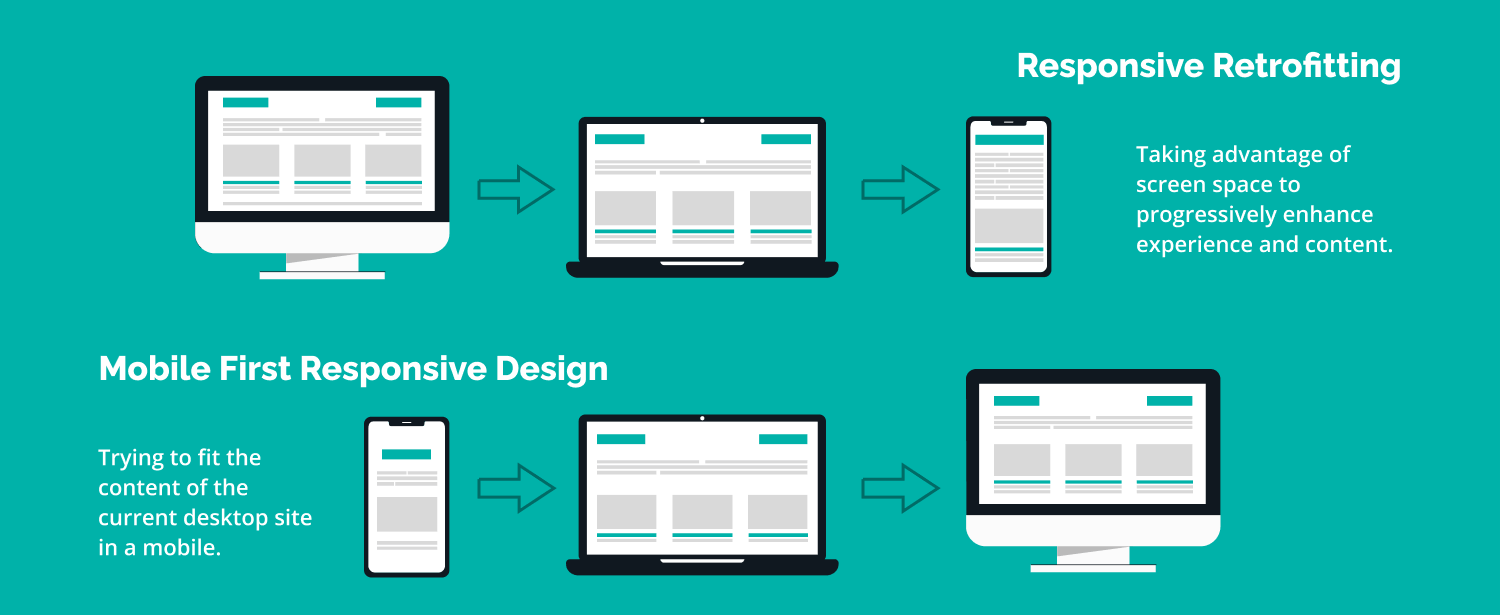 Responsive Retrofitting
Taking advantage of
screen space to
progressively enhance
experience and content.
Mobile First Responsive Design
Trying to fit the
content of the
current desktop site
in a mobile.